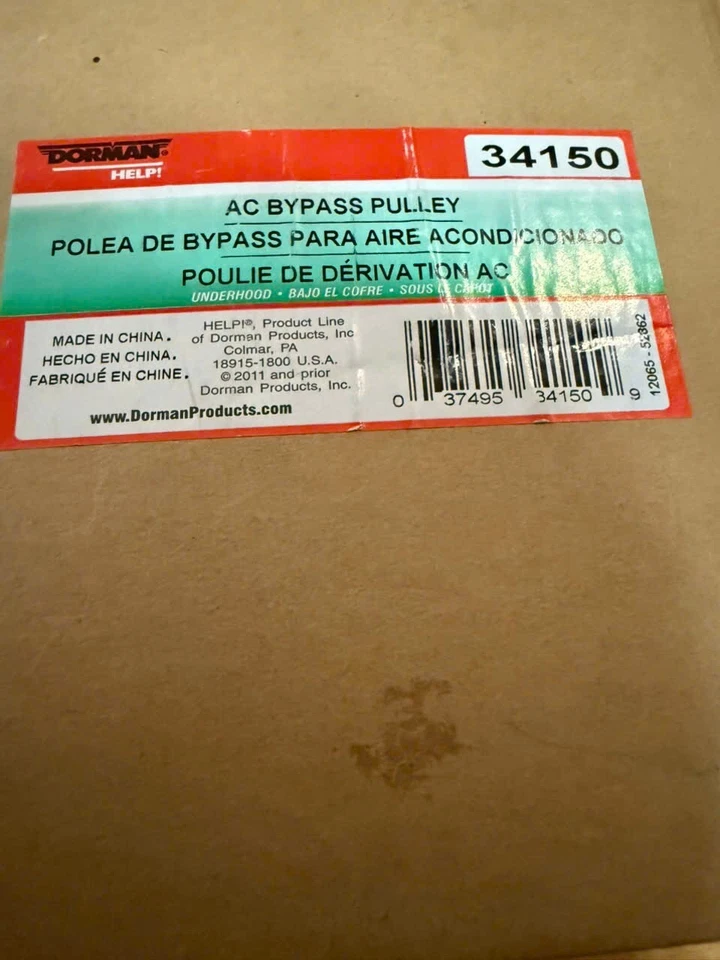 DORMAN®
HELP!
34150
AC BYPASS PULLEY
POLEA DE BYPASS PARA AIRE ACONDICIONADO
POULIE DE DÉRIVATION AC
UNDERHOOD • BAJO EL COFRE • SOUS LE CAPOT
MADE IN CHINA.
HECHO EN CHINA.
FABRIQUÉ EN CHINE.
HELP!®, Product Line
of Dorman Products, Inc
Colmar, PA
18915-1800 U.S.A.
© 2011 and prior
Dorman Products, Inc.
www.DormanProducts.com
0 37495 34150 9
12065 - 52862